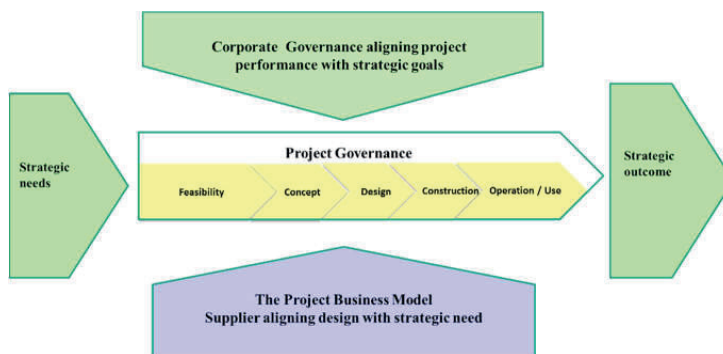 Corporate Governance aligning project
performance with strategic goals
Strategic
needs
Project Governance
Feasibility
Concept
Design
Construction
Operation / Use
Strategic
outcome
The Project Business Model
Supplier aligning design with strategic need